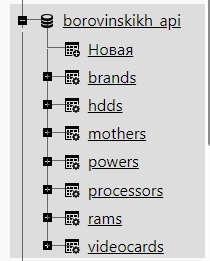 borovinskikh_api
Новая
brands
hdds
mothers
powers
processors
rams
videocards